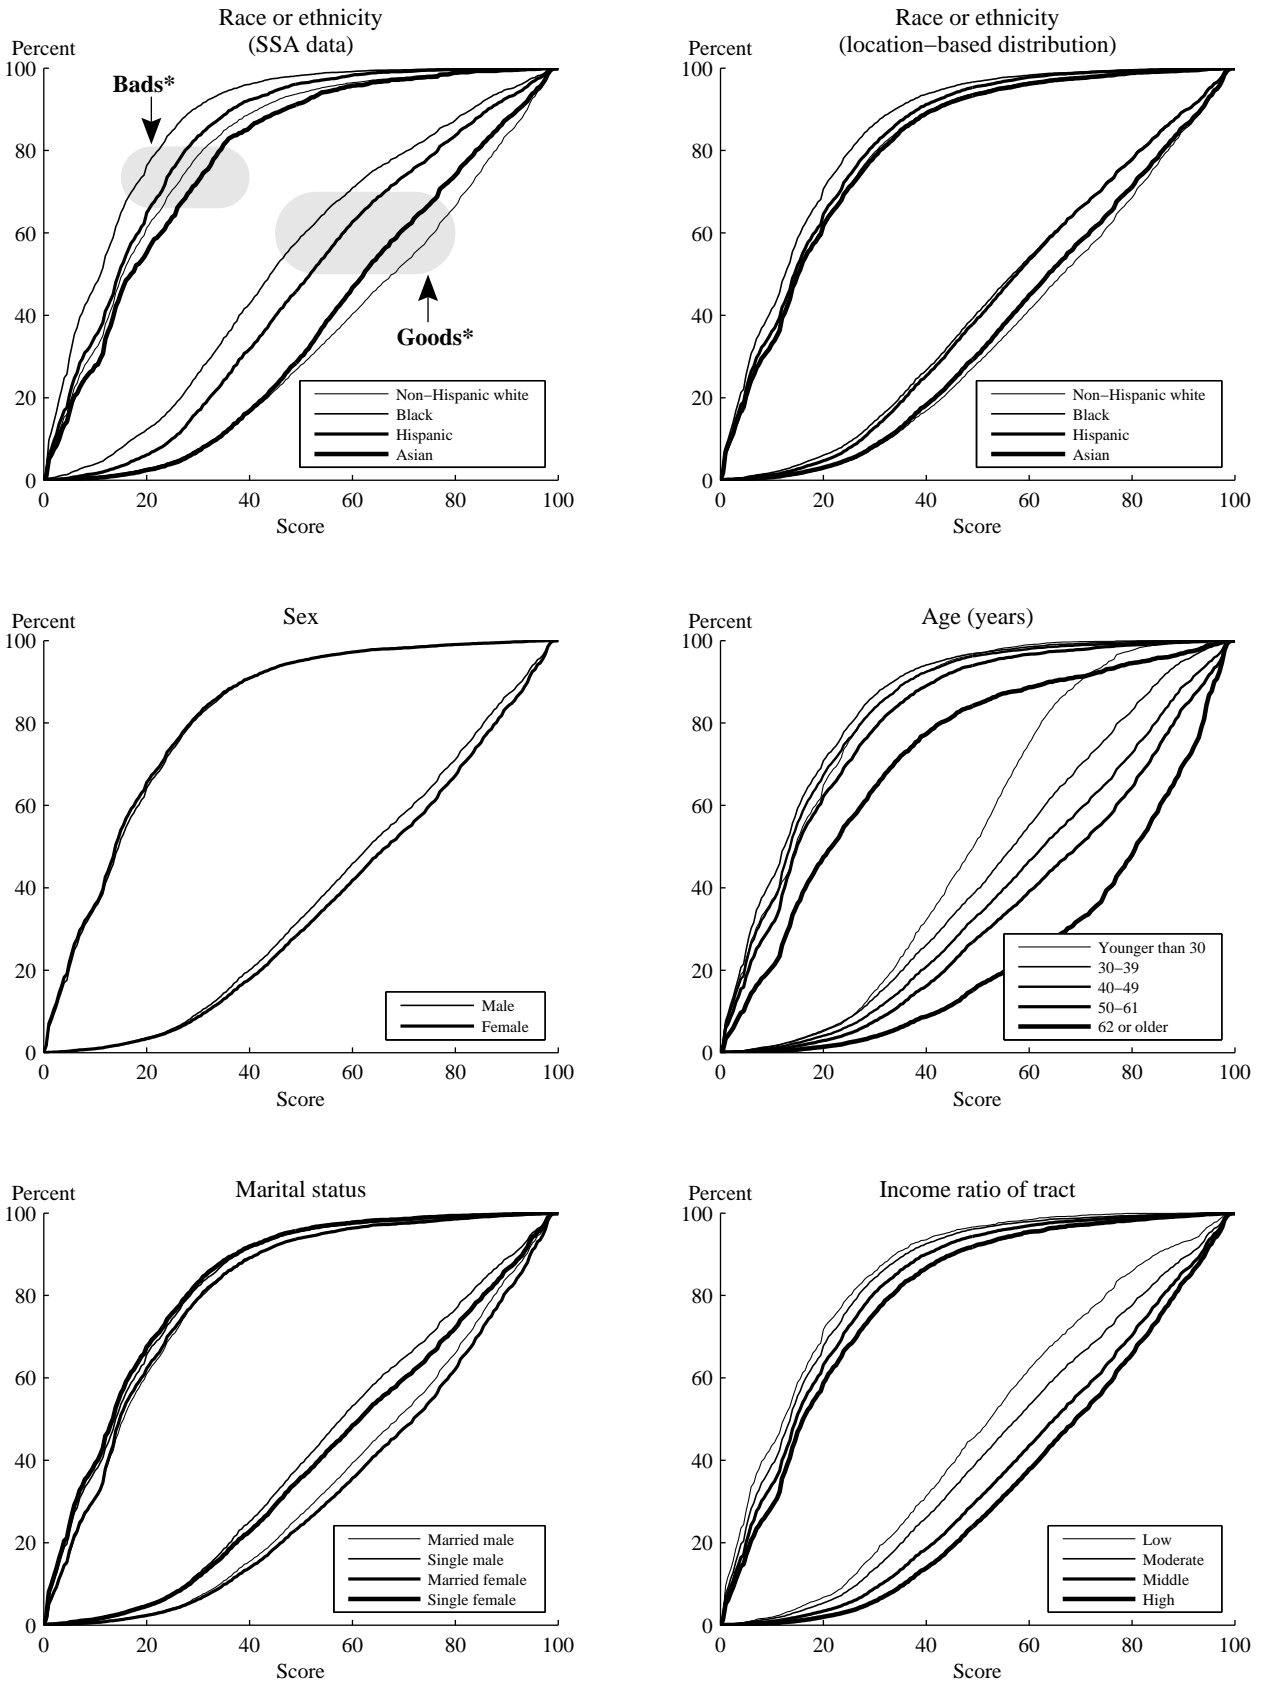 Race or ethnicity
(SSA data)
Percent
100
80
60
40
20
0
0 20 40 60 80 100
Score
Bads*
Goods*
Non–Hispanic white
Black
Hispanic
Asian
Race or ethnicity
(location–based distribution)
Percent
100
80
60
40
20
0
0 20 40 60 80 100
Score
Non–Hispanic white
Black
Hispanic
Asian
Sex
Percent
100
80
60
40
20
0
0 20 40 60 80 100
Score
Male
Female
Age (years)
Percent
100
80
60
40
20
0
0 20 40 60 80 100
Score
Younger than 30
30–39
40–49
50–61
62 or older
Marital status
Percent
100
80
60
40
20
0
0 20 40 60 80 100
Score
Married male
Single male
Married female
Single female
Income ratio of tract
Percent
100
80
60
40
20
0
0 20 40 60 80 100
Score
Low
Moderate
Middle
High